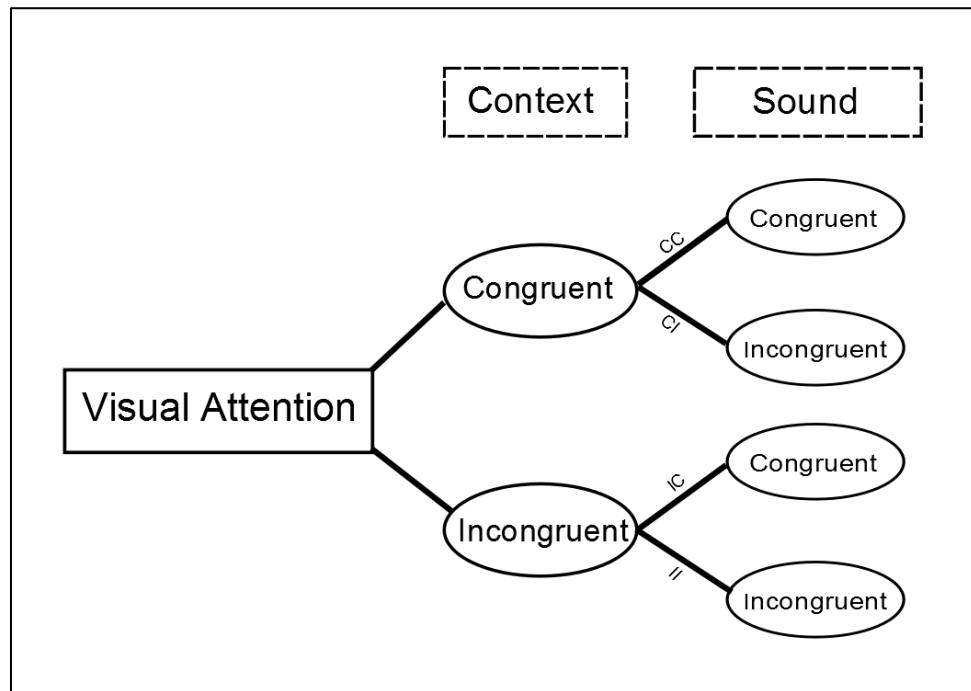 Context
Sound
Congruent
CC
Congruent
CI
Incongruent
Visual Attention
Congruent
IC
Incongruent
II
Incongruent